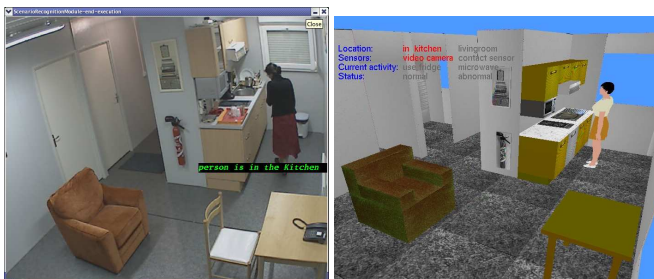 ScenarioRecognitionModule-end-execution
Close
person is in the Kitchen
Location: in kitchen livingroom
Sensors: video camera contact sensor
Current activity: use fridge microwave
Status: normal abnormal